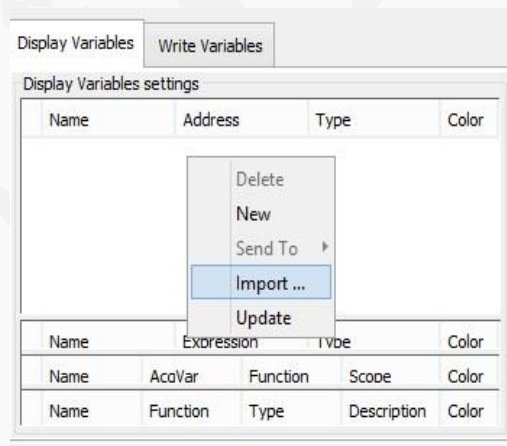 Display Variables Write Variables
Display Variables settings
Name Address Type Color
Delete
New
Send To
Import ...
Update
Name Expression Type Color
Name AcqVar Function Scope Color
Name Function Type Description Color